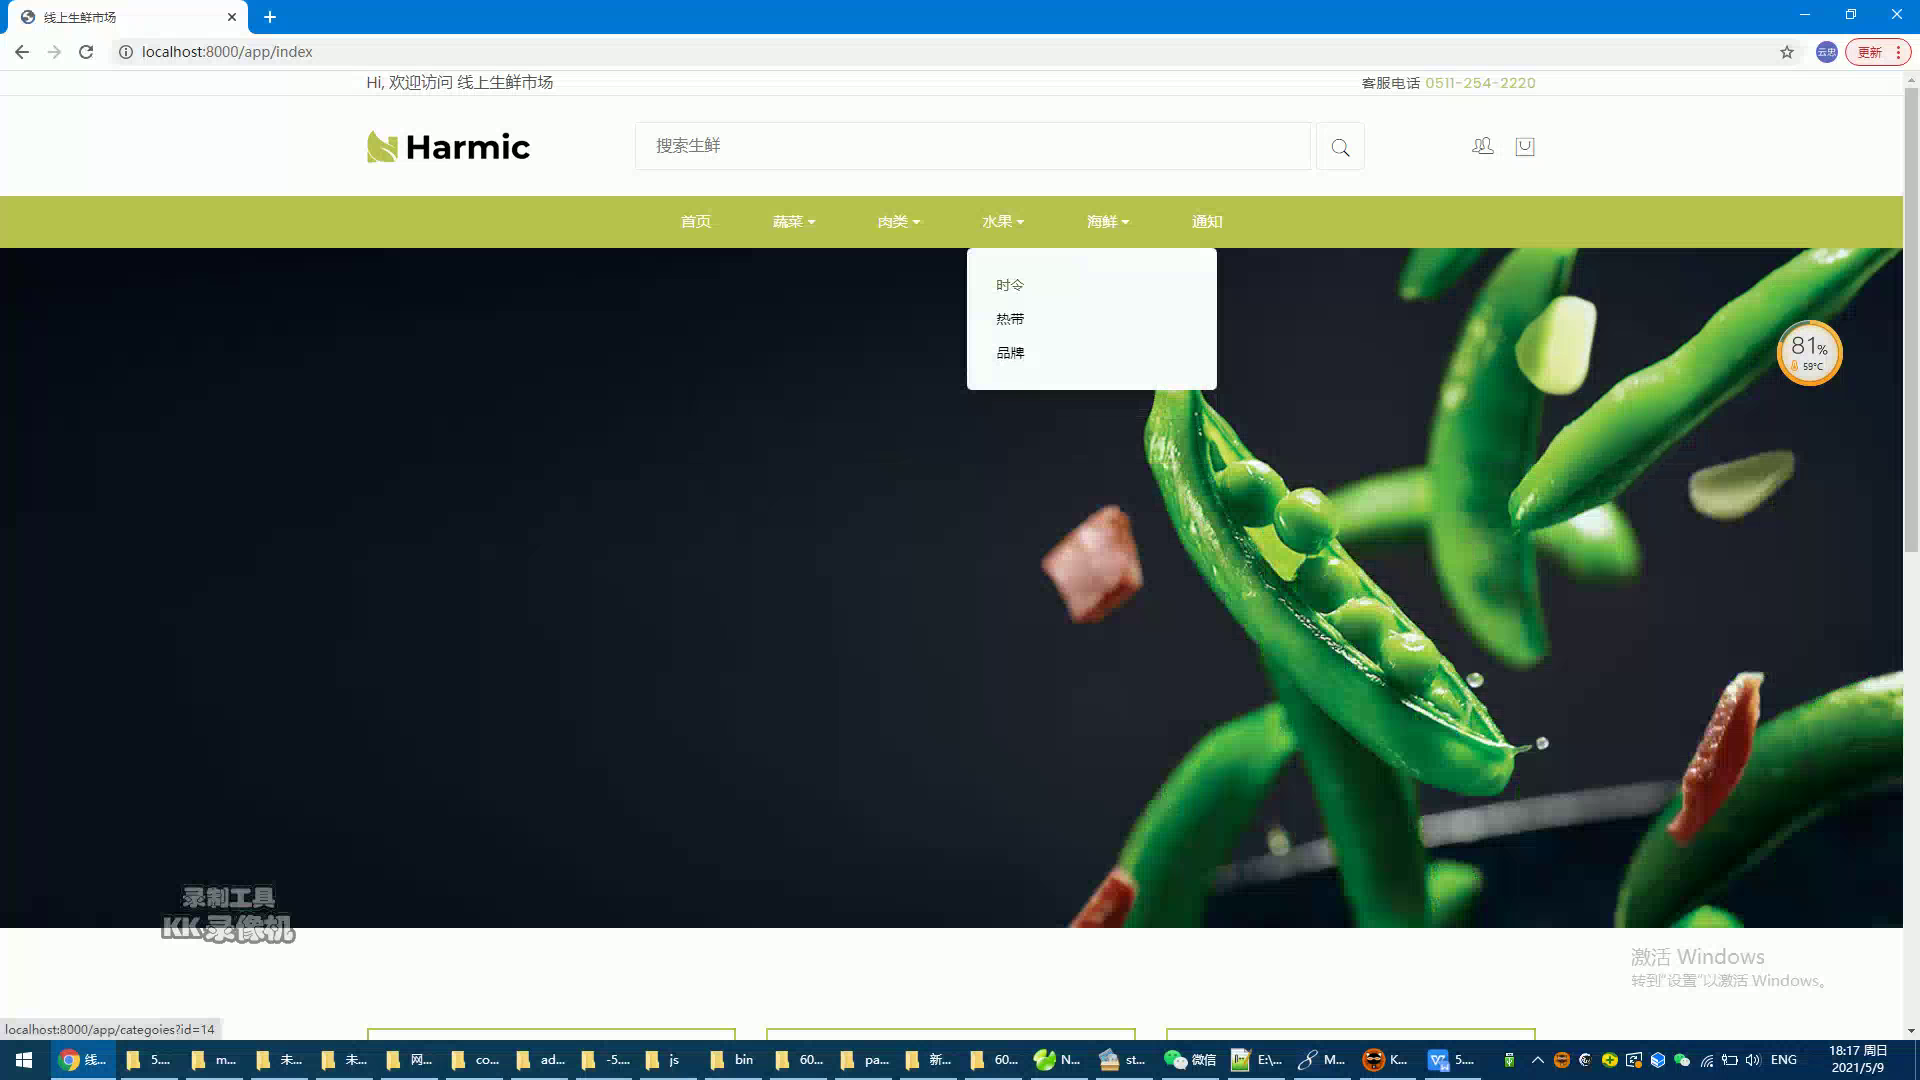 线上生鲜市场
localhost:8000/app/index
云忠
更新
Hi, 欢迎访问 线上生鲜市场
客服电话 0511-254-2220
Harmic
搜索生鲜
首页 蔬菜 肉类 水果 海鲜 通知
时令
热带
品牌
81%
59°C
录制工具
KK录像机
激活 Windows
转到"设置"以激活 Windows。
localhost:8000/app/categoies?id=14
线... 5.... m... 未... 未... 网... co... ad... -5.... js bin 60... pa... 新... 60... N... st... 微信 E:\... M... K... 5.... ENG
18:17 周日
2021/5/9